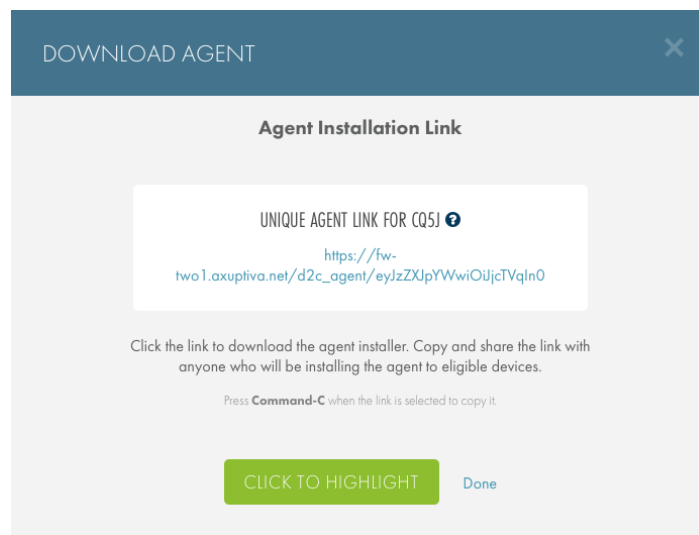 DOWNLOAD AGENT
Agent Installation Link
UNIQUE AGENT LINK FOR CQ5J
https://fw-
two1.axuptiva.net/d2c_agent/eyJzZXJpYWwiOiJjcTVqIn0
Click the link to download the agent installer. Copy and share the link with
anyone who will be installing the agent to eligible devices.
Press Command-C when the link is selected to copy it.
CLICK TO HIGHLIGHT
Done